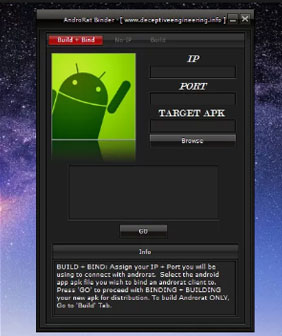 AndroRat Binder - [ www.deceptiveengineering.info ]
Build + Bind No IP Build
IP
PORT
TARGET APK
Browse
GO
Info
BUILD + BIND: Assign your IP + Port you will be
using to connect with androrat. Select the android
app apk file you wish to bind an androrat client to.
Press 'GO' to proceed with BINDING + BUILDING
your new apk for distribution. To build Androrat ONLY,
Go to 'Build' Tab.